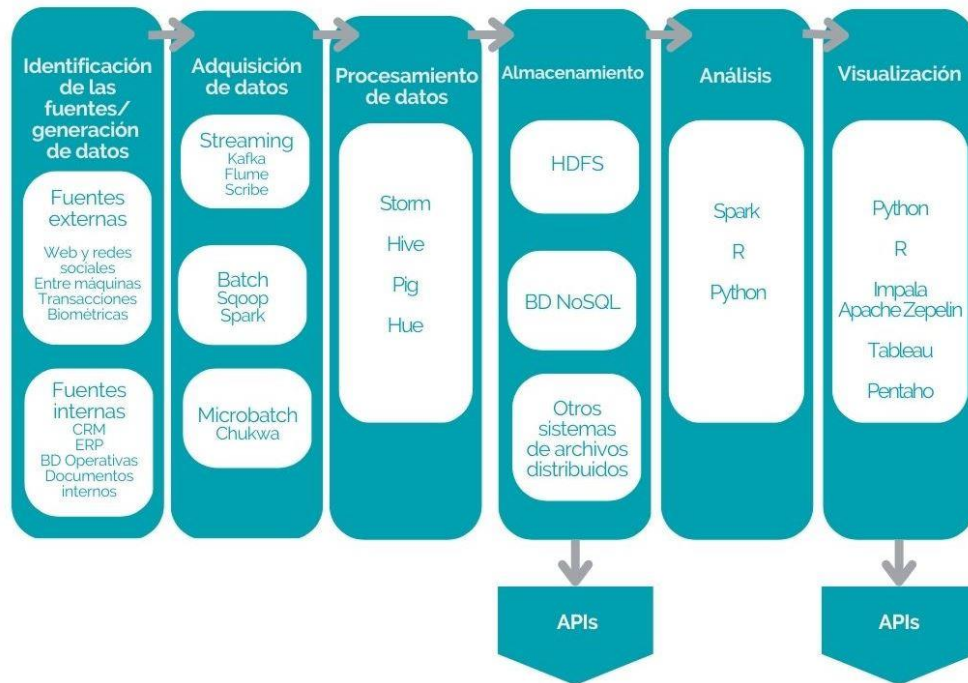 Identificación
de las
fuentes/
generación
de datos
Fuentes
externas
Web y redes
sociales
Entre máquinas
Transacciones
Biométricas
Fuentes
internas
CRM
ERP
BD Operativas
Documentos
internos
Adquisición
de datos
Streaming
Kafka
Flume
Scribe
Batch
Sqoop
Spark
Microbatch
Chukwa
Procesamiento
de datos
Storm
Hive
Pig
Hue
Almacenamiento
HDFS
BD NoSQL
Otros
sistemas
de archivos
distribuidos
APIs
Análisis
Spark
R
Python
Visualización
Python
R
Impala
Apache Zepelin
Tableau
Pentaho
APIs